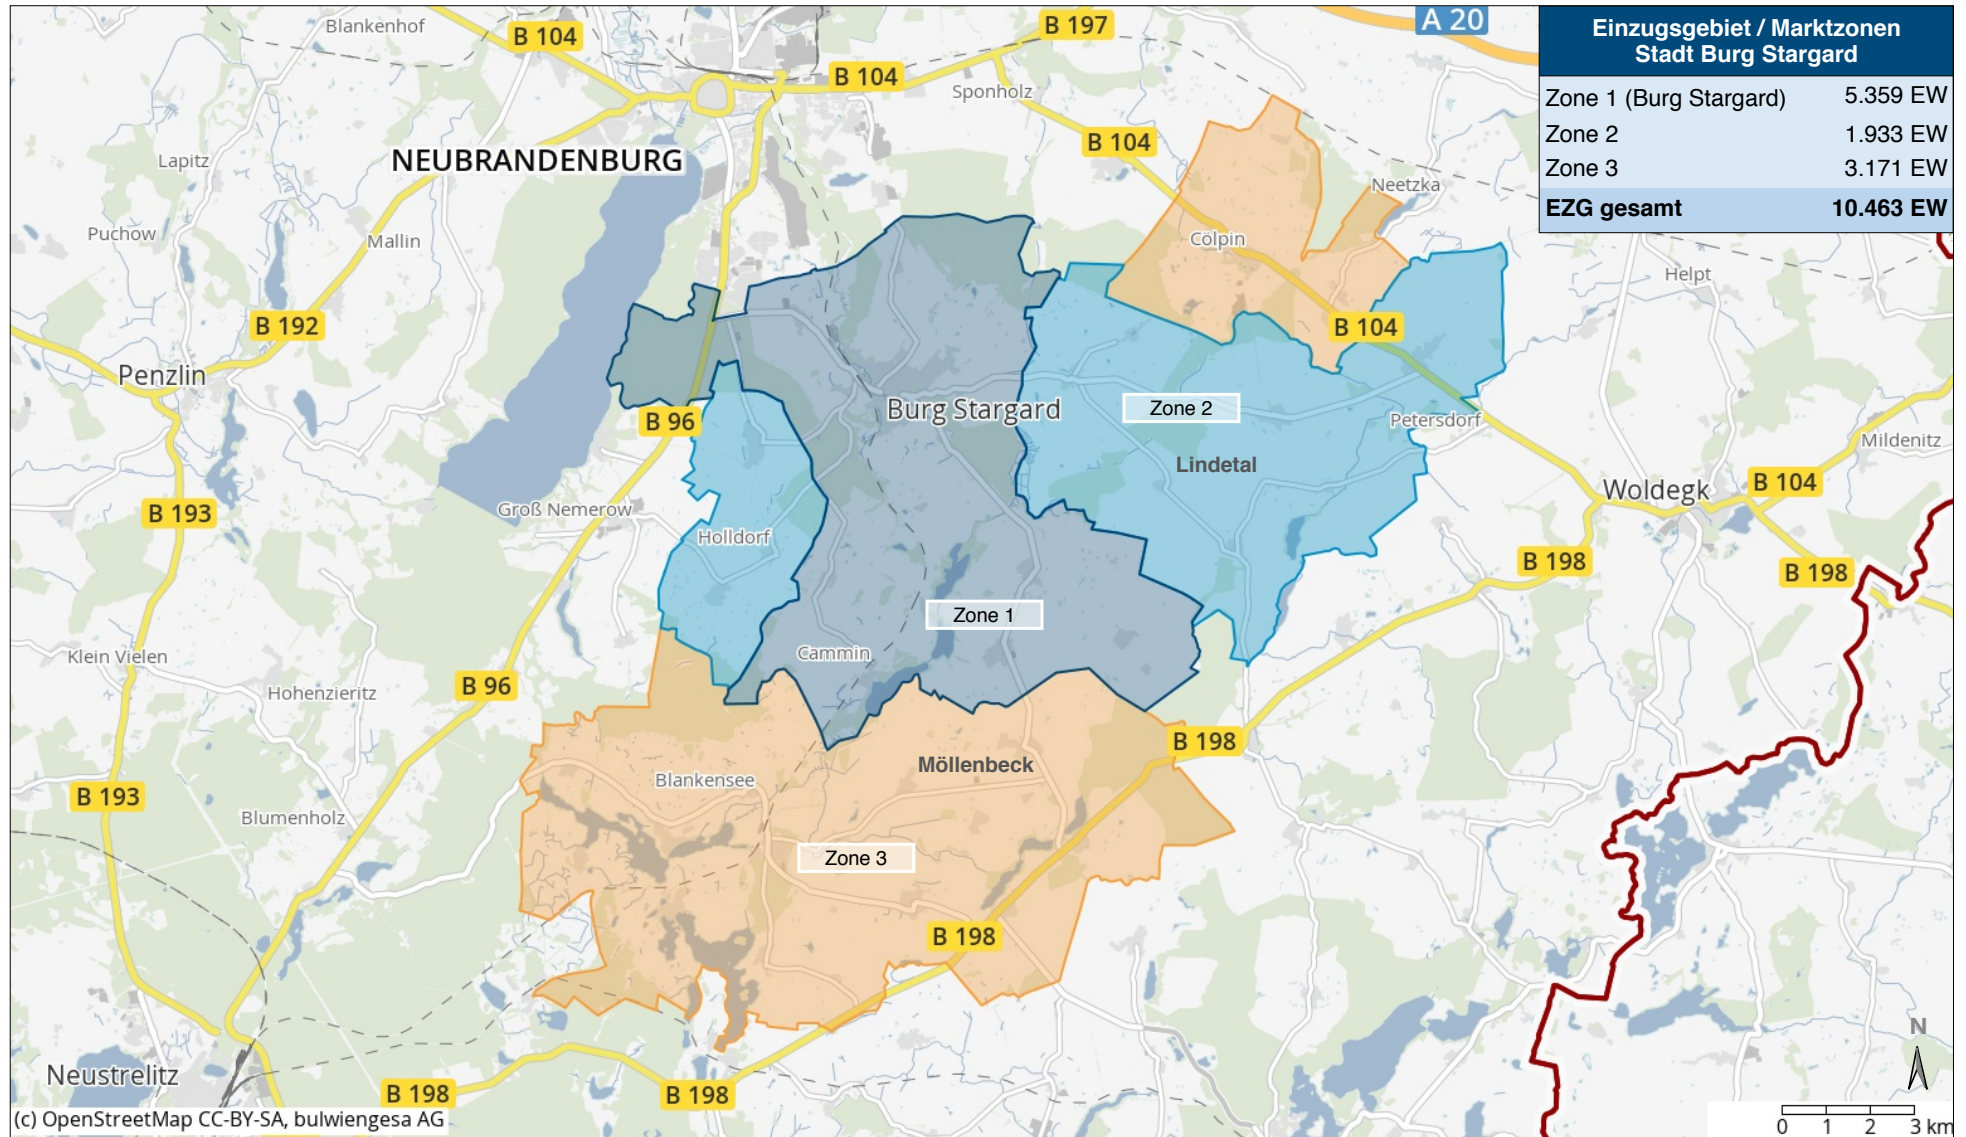 Blankenhof
B 104
B 197
A 20
Einzugsgebiet / Marktzonen
Stadt Burg Stargard
Zone 1 (Burg Stargard) 5.359 EW
Zone 2 1.933 EW
Zone 3 3.171 EW
EZG gesamt 10.463 EW
B 104
Sponholz
B 104
Lapitz
NEUBRANDENBURG
Neetzka
Puchow
Mallin
Cölpin
Helpt
B 192
B 104
Penzlin
Burg Stargard
Zone 2
B 96
Petersdorf
Mildenitz
Lindetal
Woldegk
B 104
B 193
Groß Nemerow
Holldorf
B 198
B 198
Zone 1
Cammin
Klein Vielen
Hohenzieritz
B 96
B 198
Möllenbeck
Blankensee
B 193
Blumenholz
Zone 3
B 198
N
Neustrelitz
B 198
B 198
(c) OpenStreetMap CC-BY-SA, bulwiengesa AG
0 1 2 3 km